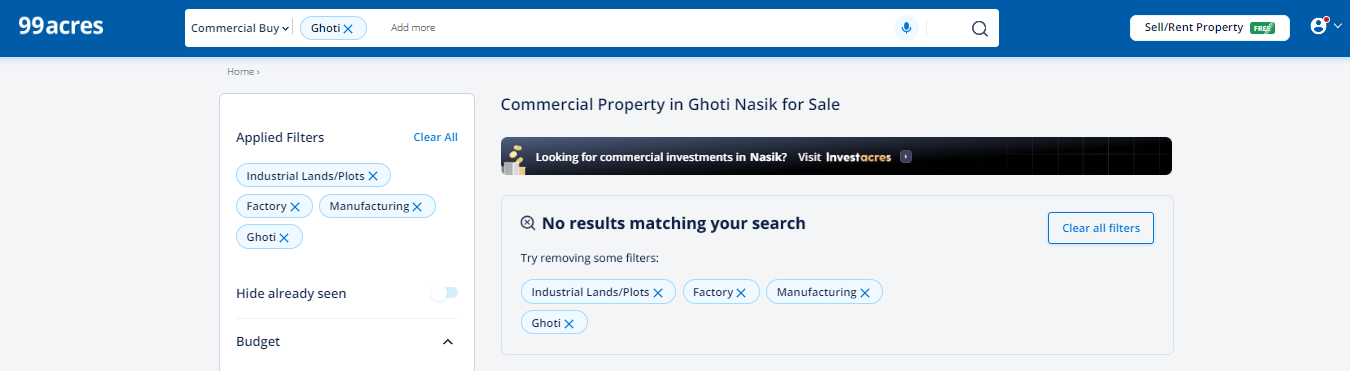 99acres
Commercial Buy
Ghoti
Add more
Sell/Rent Property FREE
Home ›
Applied Filters
Clear All
Industrial Lands/Plots
Factory
Manufacturing
Ghoti
Hide already seen
Budget
Commercial Property in Ghoti Nasik for Sale
Looking for commercial investments in Nasik? Visit Investacres
No results matching your search
Clear all filters
Try removing some filters:
Industrial Lands/Plots
Factory
Manufacturing
Ghoti